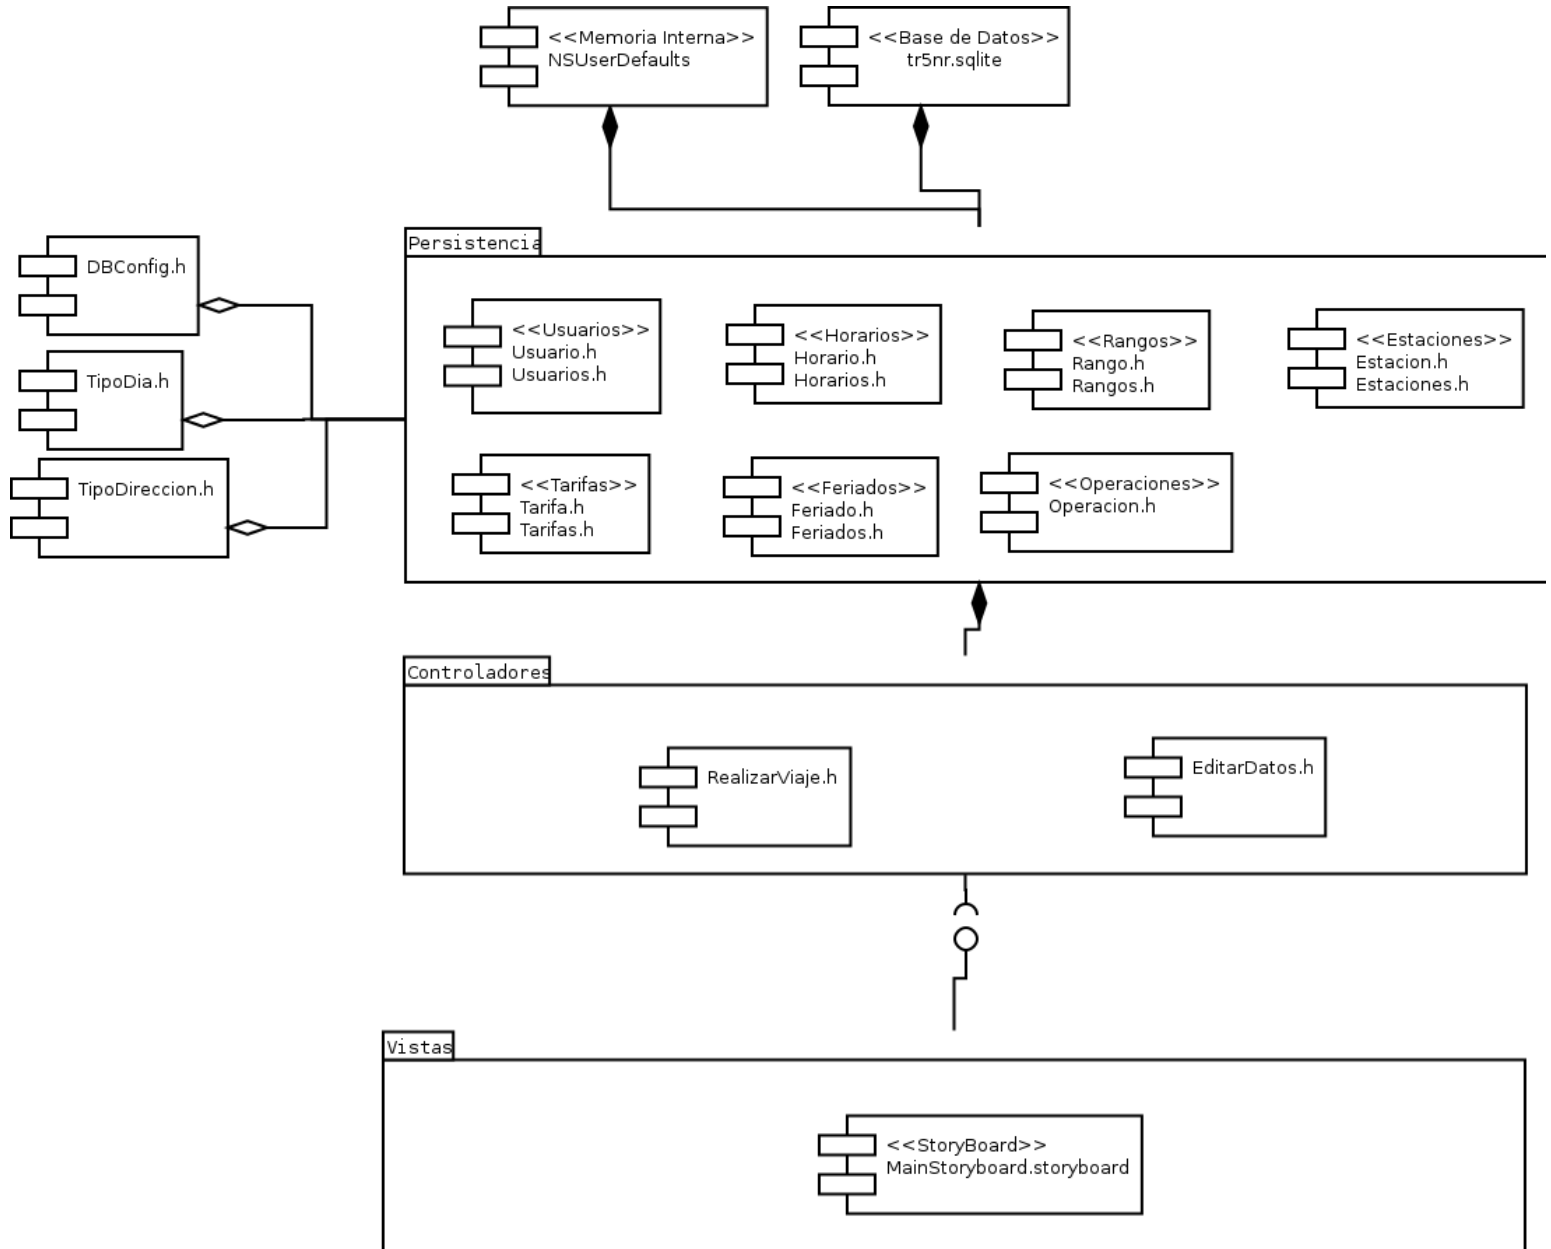 <<Memoria Interna>>
NSUserDefaults
<<Base de Datos>>
tr5nr.sqlite
Persistencia
DBConfig.h
TipoDia.h
TipoDireccion.h
<<Usuarios>>
Usuario.h
Usuarios.h
<<Horarios>>
Horario.h
Horarios.h
<<Rangos>>
Rango.h
Rangos.h
<<Estaciones>>
Estacion.h
Estaciones.h
<<Tarifas>>
Tarifa.h
Tarifas.h
<<Feriados>>
Feriado.h
Feriados.h
<<Operaciones>>
Operacion.h
Controladores
RealizarViaje.h
EditarDatos.h
Vistas
<<StoryBoard>>
MainStoryboard.storyboard